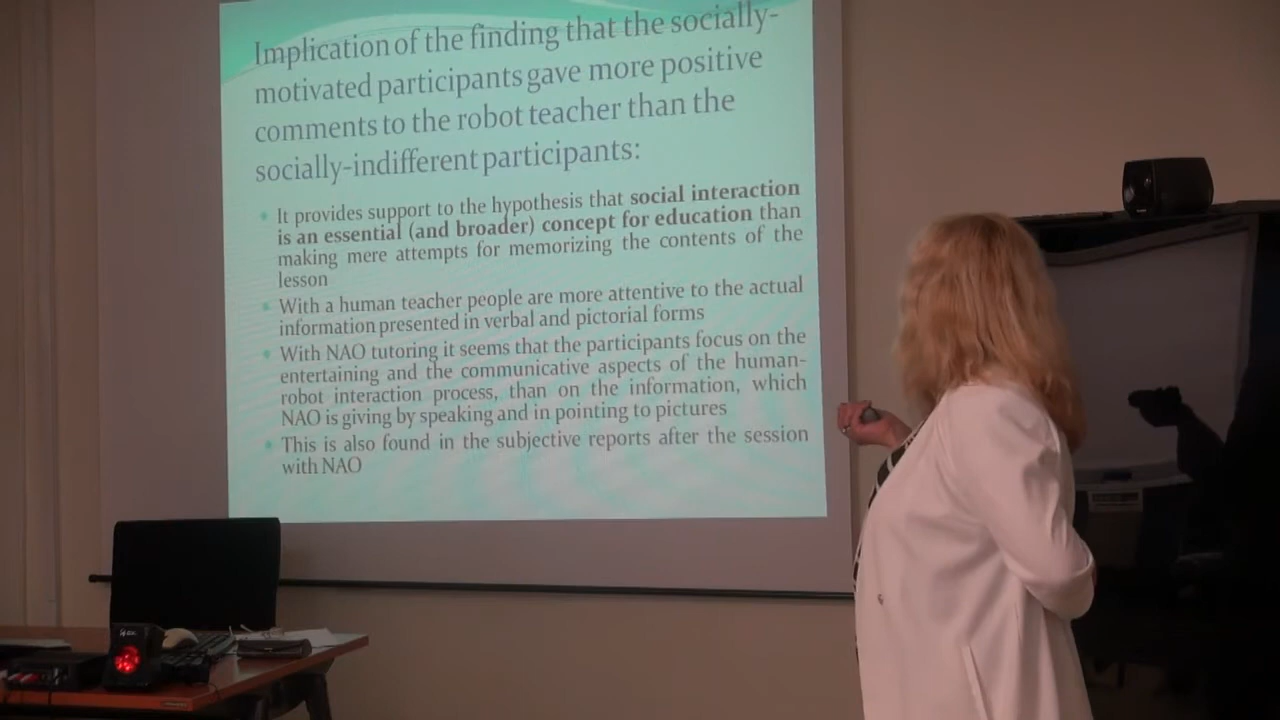 Implication of the finding that the socially-
motivated participants gave more positive
comments to the robot teacher than the
socially-indifferent participants:
It provides support to the hypothesis that social interaction
is an essential (and broader) concept for education than
making mere attempts for memorizing the contents of the
lesson
With a human teacher people are more attentive to the actual
information presented in verbal and pictorial forms
With NAO tutoring it seems that the participants focus on the
entertaining and the communicative aspects of the human-
robot interaction process, than on the information, which
NAO is giving by speaking and in pointing to pictures
This is also found in the subjective reports after the session
with NAO